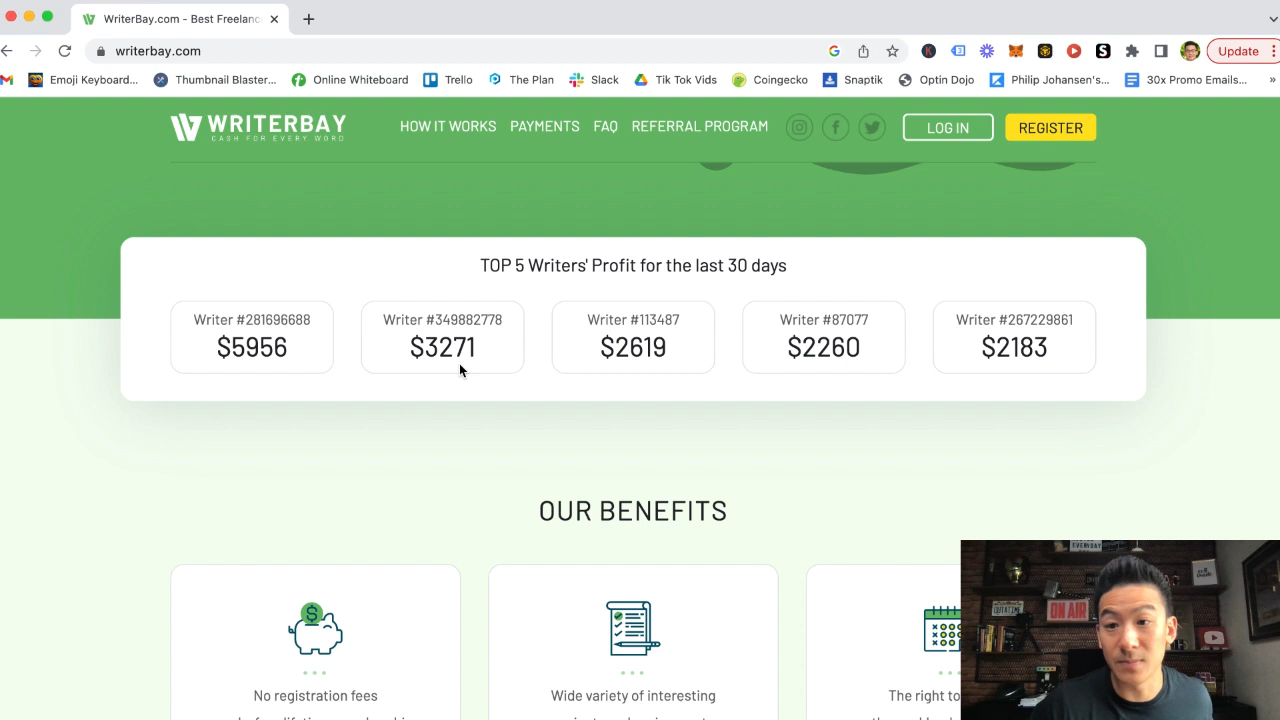 WriterBay.com - Best Freelanc
writerbay.com
Update
Emoji Keyboard...
Thumbnail Blaster...
Online Whiteboard
Trello
The Plan
Slack
Tik Tok Vids
Coingecko
Snaptik
Optin Dojo
Philip Johansen's...
30x Promo Emails...
»
WRITERBAY
CASH FOR EVERY WORD
HOW IT WORKS
PAYMENTS
FAQ
REFERRAL PROGRAM
LOG IN
REGISTER
TOP 5 Writers' Profit for the last 30 days
Writer #281696688
$5956
Writer #349882778
$3271
Writer #113487
$2619
Writer #87077
$2260
Writer #267229861
$2183
OUR BENEFITS
No registration fees
Wide variety of interesting
The right to
EVERYDAY
OUTATIME
ON AIR